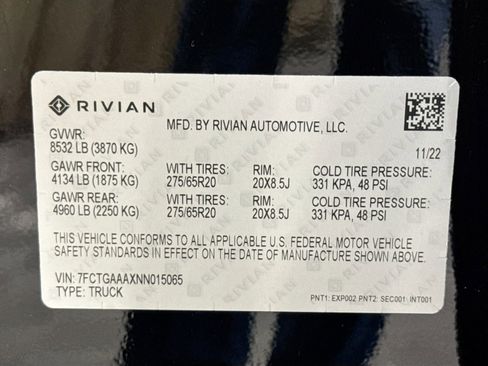 RIVIAN
MFD. BY RIVIAN AUTOMOTIVE, LLC.
GVWR:
8532 LB (3870 KG)
11/22
GAWR FRONT: WITH TIRES: RIM: COLD TIRE PRESSURE:
4134 LB (1875 KG) 275/65R20 20X8.5J 331 KPA, 48 PSI
GAWR REAR: WITH TIRES: RIM: COLD TIRE PRESSURE:
4960 LB (2250 KG) 275/65R20 20X8.5J 331 KPA, 48 PSI
THIS VEHICLE CONFORMS TO ALL APPLICABLE U.S. FEDERAL MOTOR VEHICLE
SAFETY STANDARDS IN EFFECT ON THE DATE OF MANUFACTURE SHOWN ABOVE.
VIN: 7FCTGAAAXNN015065
TYPE: TRUCK
PNT1: EXP002 PNT2: SEC001 INT001